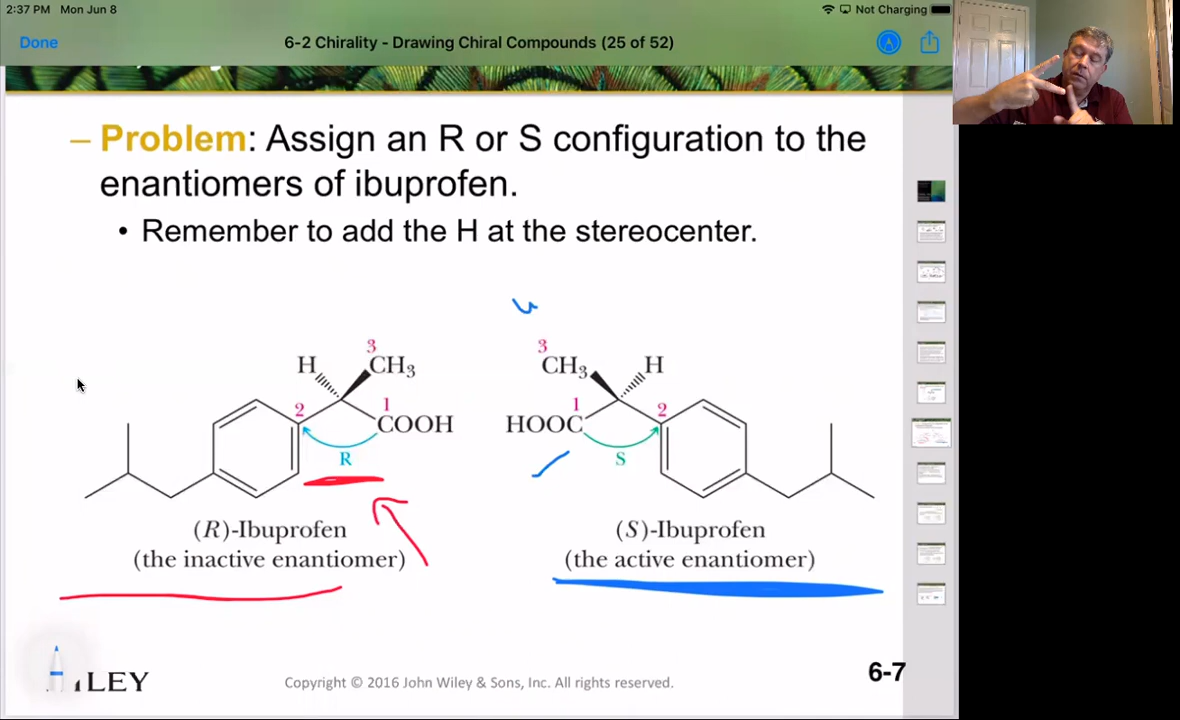 2:37 PM Mon Jun 8
Not Charging
Done
6-2 Chirality - Drawing Chiral Compounds (25 of 52)
– Problem: Assign an R or S configuration to the
enantiomers of ibuprofen.
• Remember to add the H at the stereocenter.
3
H
CH3
2
1
COOH
R
3
CH3
H
1
2
HOOC
S
(R)-Ibuprofen
(the inactive enantiomer)
(S)-Ibuprofen
(the active enantiomer)
LEY
Copyright © 2016 John Wiley & Sons, Inc. All rights reserved.
6-7